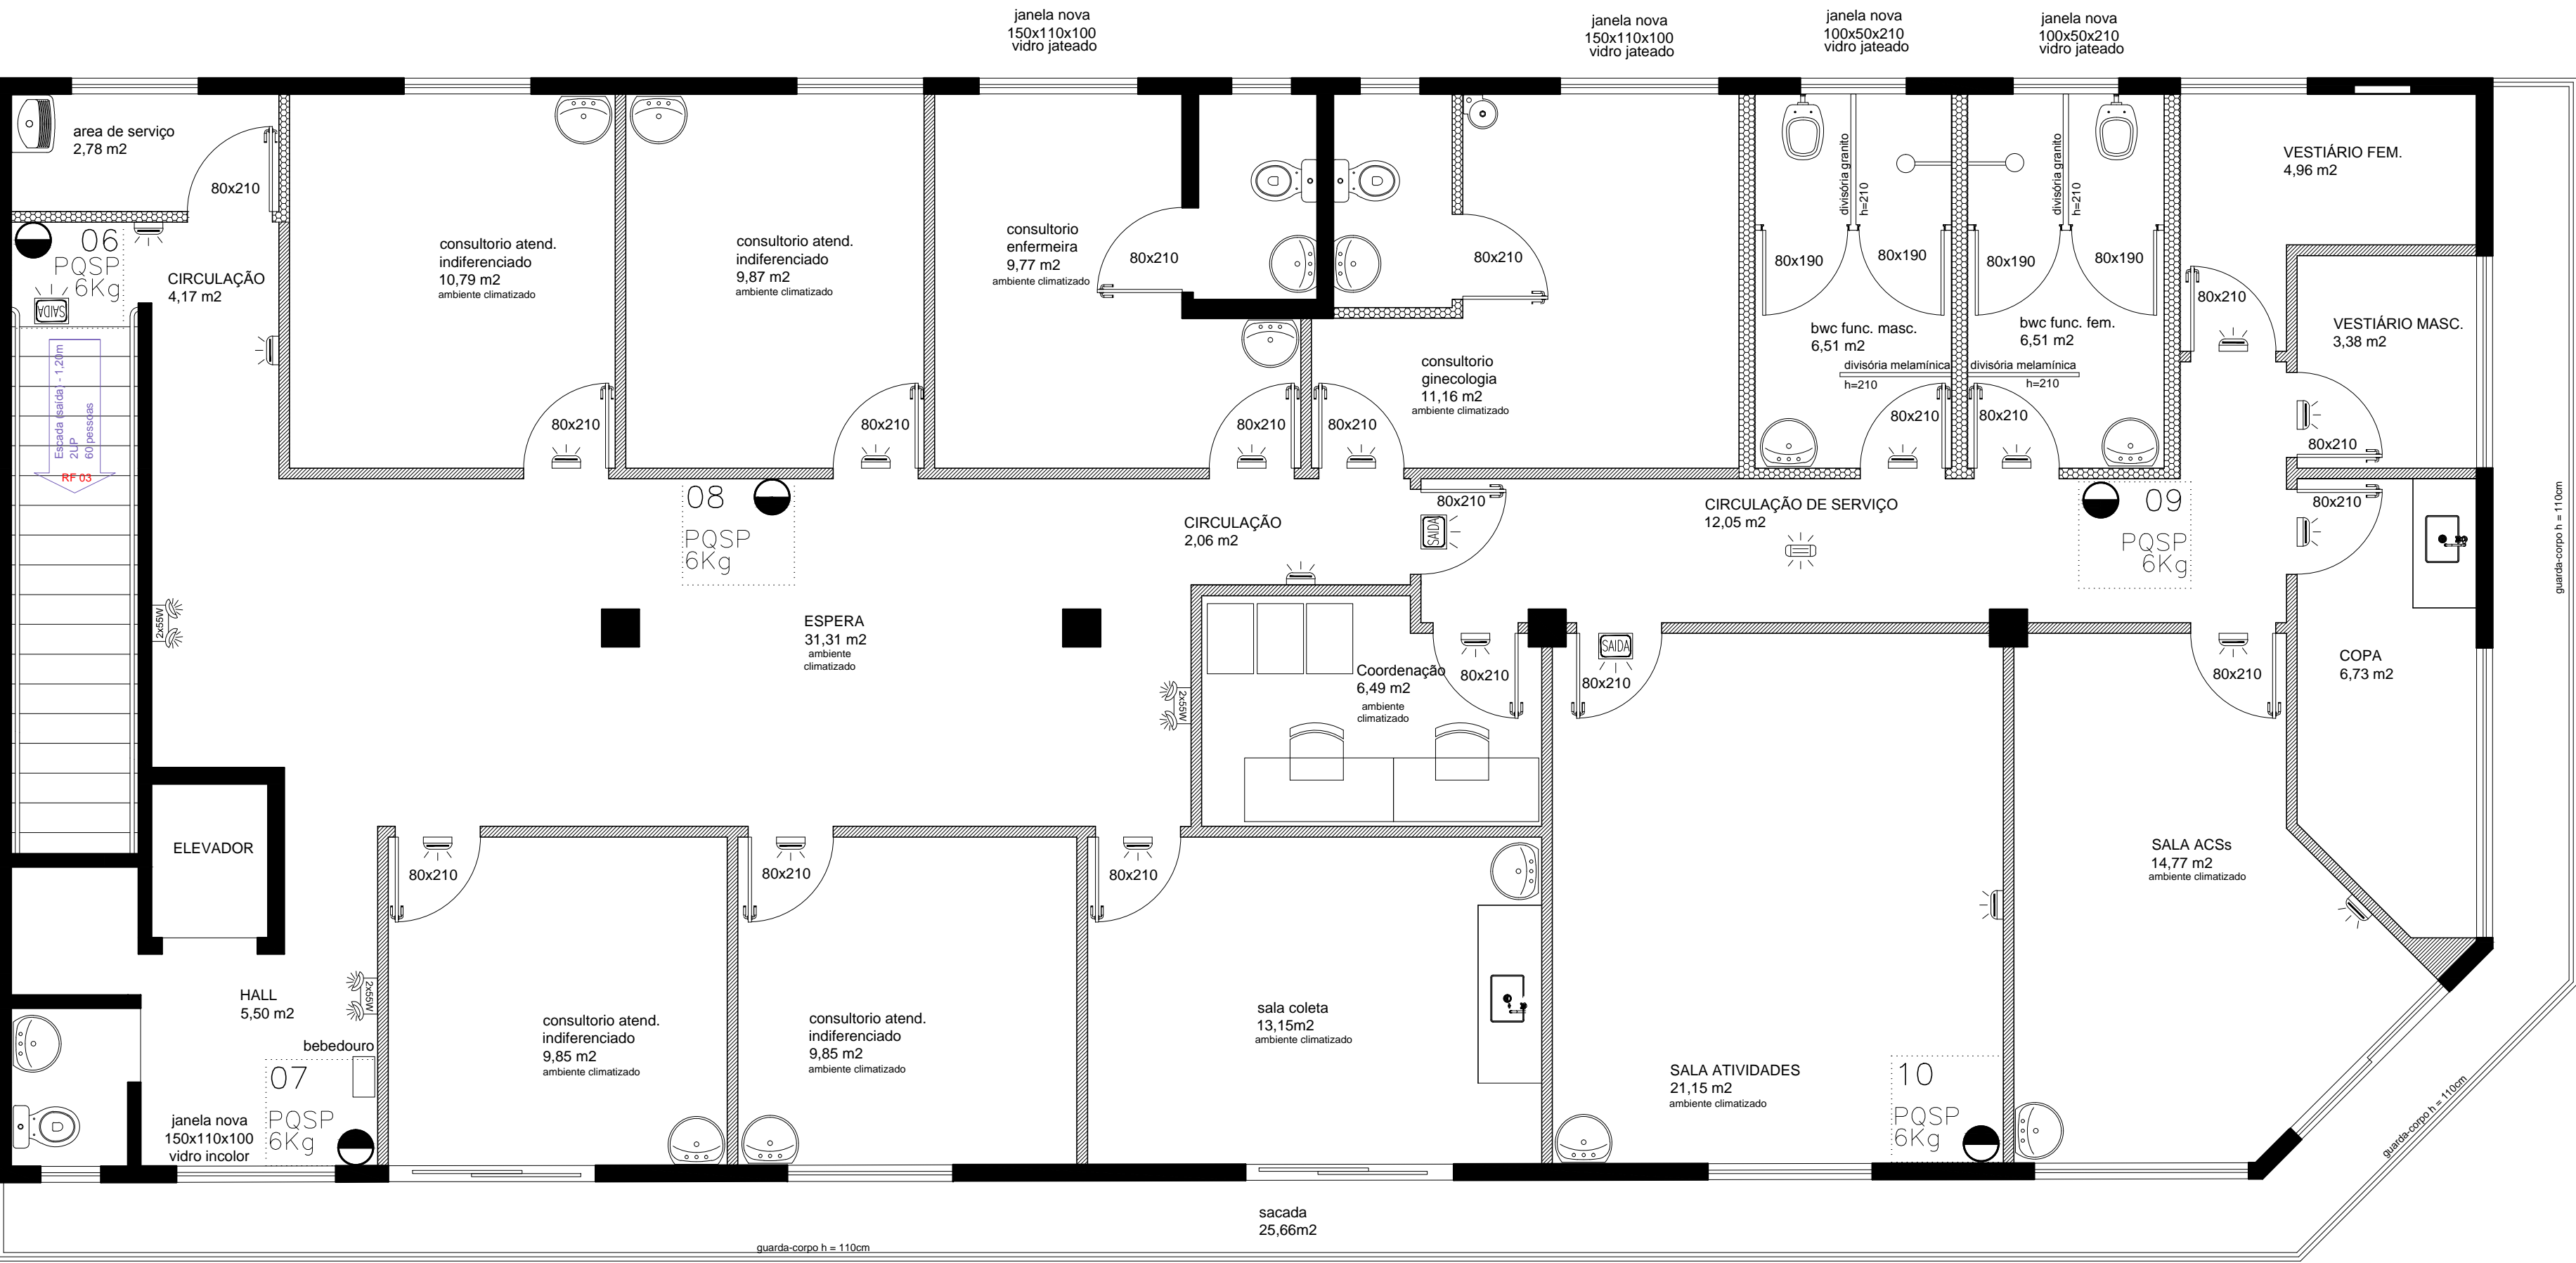 janela nova
150x110x100
vidro jateado
janela nova
150x110x100
vidro jateado
janela nova
100x50x210
vidro jateado
janela nova
100x50x210
vidro jateado
area de serviço
2,78 m2
80x210
06
PQSP
6Kg
SAIDA
CIRCULAÇÃO
4,17 m2
Escada (saída) - 1,20m
2UP
60 pessoas
RF 03
consultorio atend.
indiferenciado
10,79 m2
ambiente climatizado
80x210
consultorio atend.
indiferenciado
9,87 m2
ambiente climatizado
80x210
consultorio
enfermeira
9,77 m2
ambiente climatizado
80x210
80x210
80x210
consultorio
ginecologia
11,16 m2
ambiente climatizado
80x210
divisória granito
h=210
80x190
80x190
bwc func. masc.
6,51 m2
divisória melamínica
h=210
80x210
divisória granito
h=210
80x190
80x190
bwc func. fem.
6,51 m2
divisória melamínica
h=210
80x210
VESTIÁRIO FEM.
4,96 m2
80x210
VESTIÁRIO MASC.
3,38 m2
80x210
08
PQSP
6Kg
CIRCULAÇÃO
2,06 m2
80x210
SAIDA
CIRCULAÇÃO DE SERVIÇO
12,05 m2
09
PQSP
6Kg
80x210
guarda-corpo h = 110cm
2x55W
ESPERA
31,31 m2
ambiente
climatizado
2x55W
Coordenação
6,49 m2
ambiente
climatizado
80x210
SAIDA
80x210
80x210
COPA
6,73 m2
ELEVADOR
80x210
80x210
80x210
SALA ACSs
14,77 m2
ambiente climatizado
HALL
5,50 m2
2x55W
bebedouro
07
PQSP
6Kg
janela nova
150x110x100
vidro incolor
consultorio atend.
indiferenciado
9,85 m2
ambiente climatizado
consultorio atend.
indiferenciado
9,85 m2
ambiente climatizado
sala coleta
13,15m2
ambiente climatizado
SALA ATIVIDADES
21,15 m2
ambiente climatizado
10
PQSP
6Kg
guarda-corpo h = 110cm
sacada
25,66m2
guarda-corpo h = 110cm